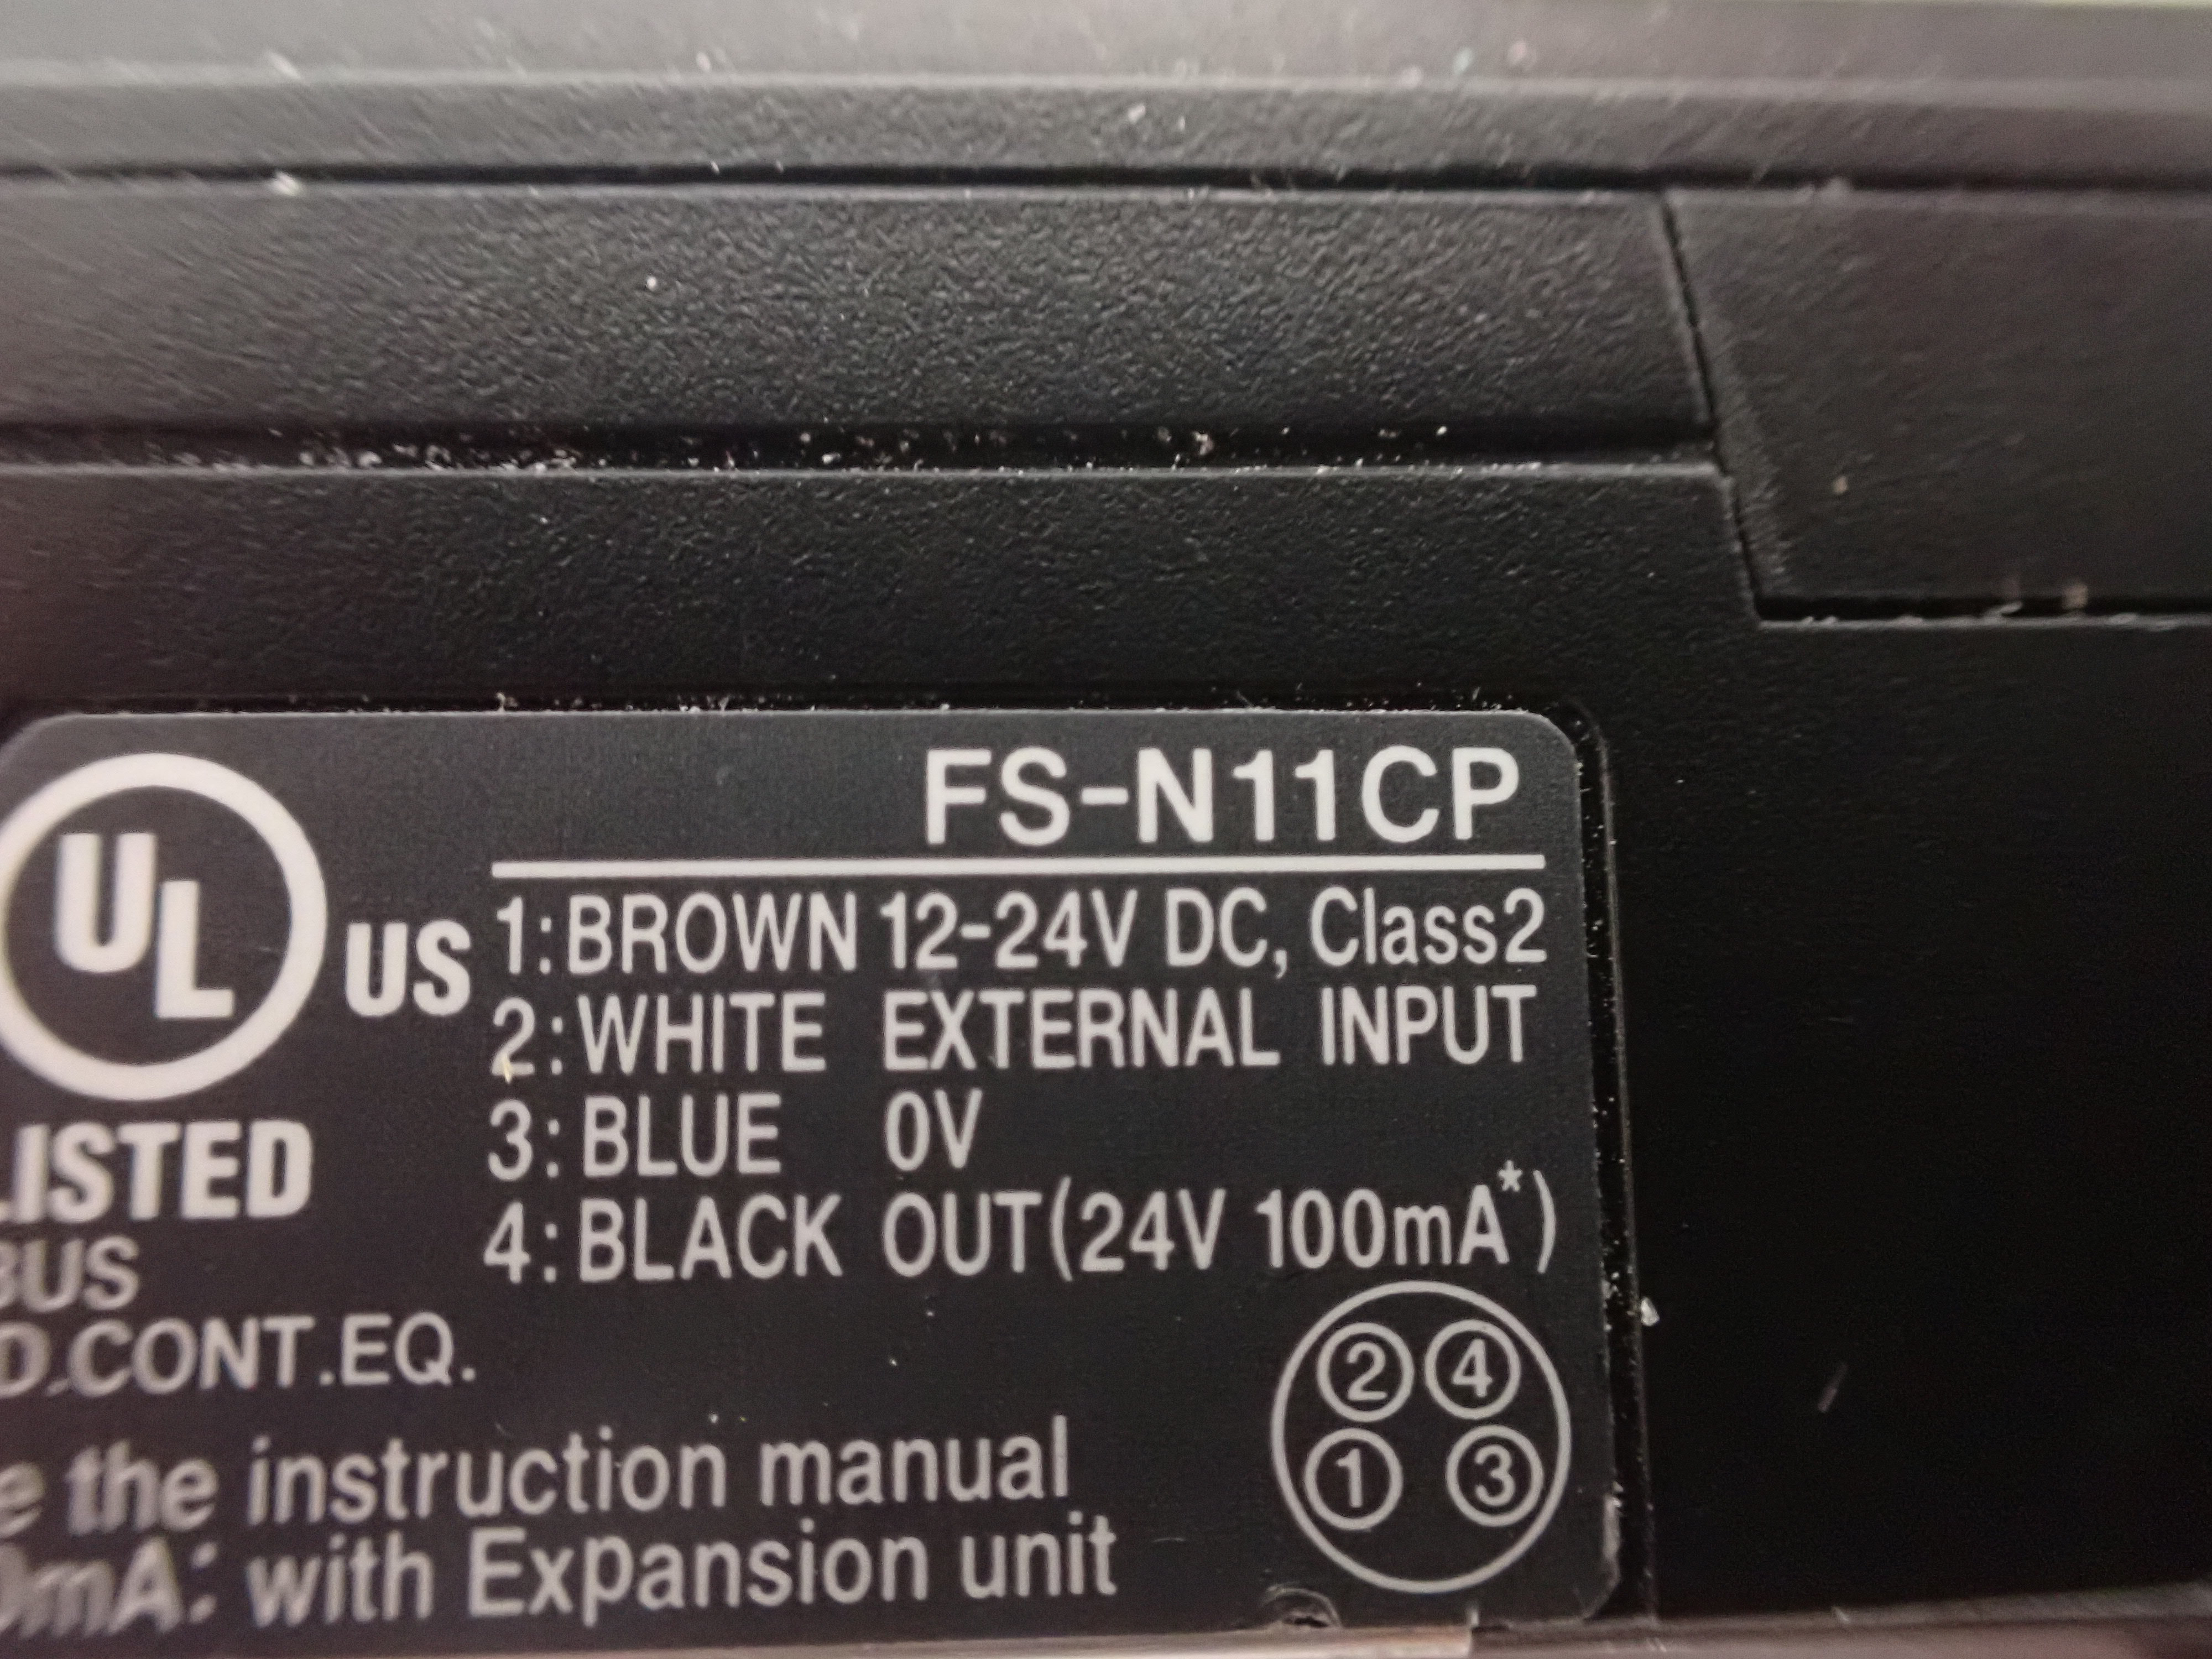 FS-N11CP
UL
US
LISTED
1:BROWN 12-24V DC, Class2
2:WHITE EXTERNAL INPUT
3:BLUE 0V
4:BLACK OUT(24V 100mA*)
CONT.EQ.
2 4
1 3
the instruction manual
with Expansion unit